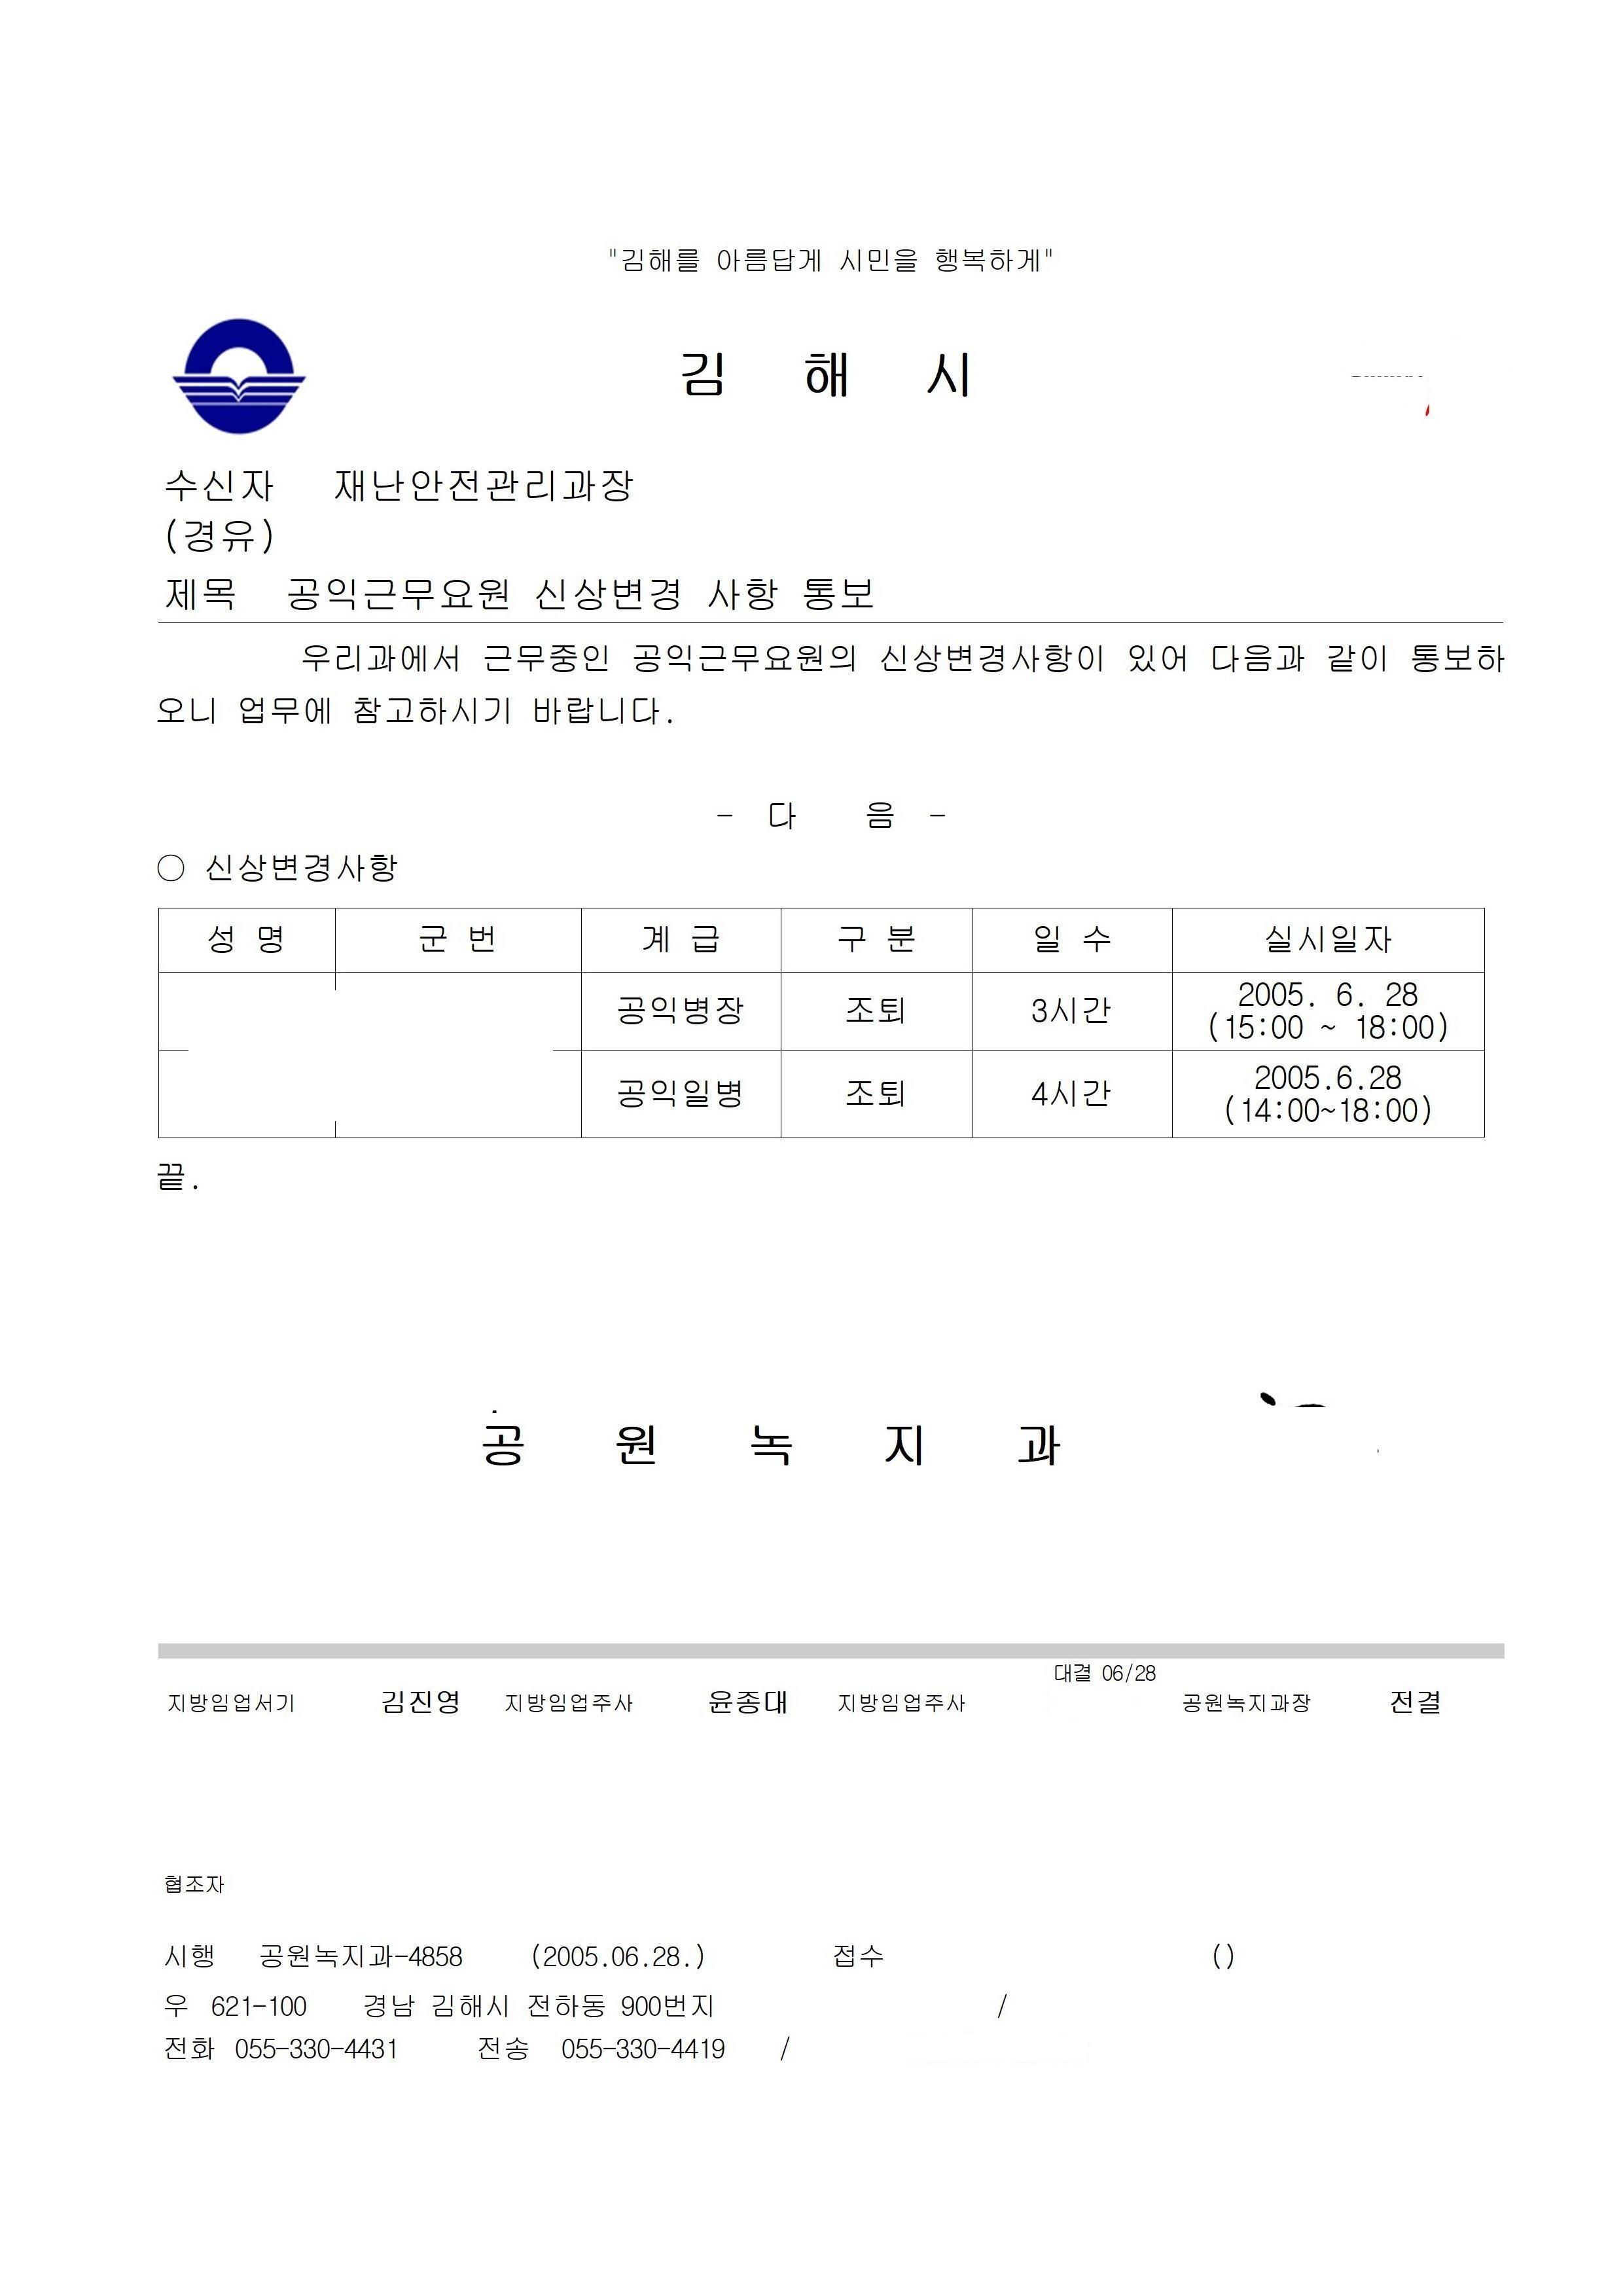 "김해를 아름답게 시민을 행복하게"
김 해 시
수신자 재난안전관리과장
(경유)
제목 공익근무요원 신상변경 사항 통보
우리과에서 근무중인 공익근무요원의 신상변경사항이 있어 다음과 같이 통보하
오니 업무에 참고하시기 바랍니다.
- 다 음 -
○ 신상변경사항
성 명 군 번 계 급 구 분 일 수 실시일자
공익병장 조퇴 3시간 2005. 6. 28
(15:00 ~ 18:00)
공익일병 조퇴 4시간 2005.6.28
(14:00~18:00)
끝.
공 원 녹 지 과
대결 06/28
지방임업서기 김진영 지방임업주사 윤종대 지방임업주사 공원녹지과장 전결
협조자
시행 공원녹지과-4858 (2005.06.28.) 접수 ()
우 621-100 경남 김해시 전하동 900번지 /
전화 055-330-4431 전송 055-330-4419 /